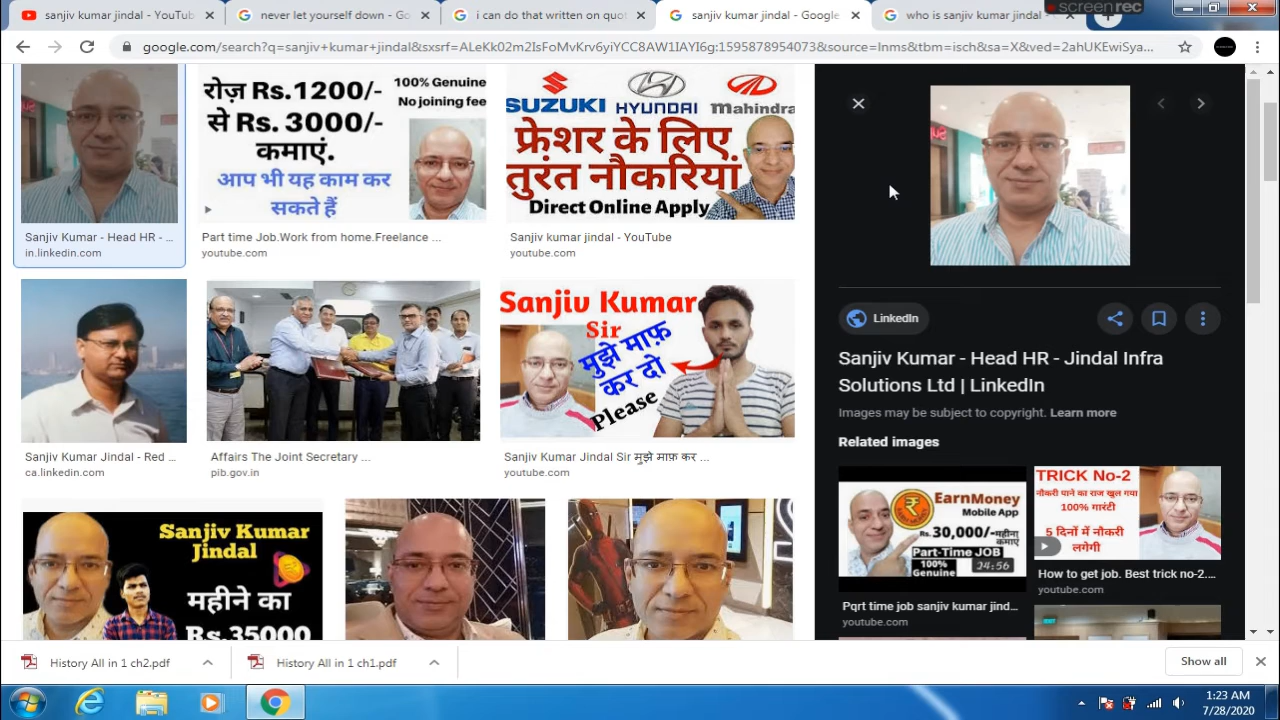 sanjiv kumar jindal - YouTub
never let yourself down - Go
i can do that written on quot
sanjiv kumar jindal - Google
who is sanjiv kumar jindal -
screenrec
google.com/search?q=sanjiv+kumar+jindal&sxsrf=ALeKk02m2IsFoMvKrv6yiYCC8AW1IAYI6g:1595878954073&source=lnms&tbm=isch&sa=X&ved=2ahUKEwiSya...
रोज़ Rs.1200/-
से Rs. 3000/-
कमाएं.
आप भी यह काम कर
सकते हैं
100% Genuine
No joining fee
SUZUKI HYUNDAI Mahindra
फ्रेशर के लिए
तुरंत नौकरियां
Direct Online Apply
Sanjiv Kumar - Head HR - ...
in.linkedin.com
Part time Job.Work from home.Freelance ...
youtube.com
Sanjiv kumar jindal - YouTube
youtube.com
Sanjiv Kumar
Sir
मुझे माफ़
कर दो
Please
Sanjiv Kumar Jindal - Red ...
ca.linkedin.com
Affairs The Joint Secretary ...
pib.gov.in
Sanjiv Kumar Jindal Sir मुझे माफ़ कर ...
youtube.com
Sanjiv Kumar
Jindal
महीने का
Rs.35000
LinkedIn
Sanjiv Kumar - Head HR - Jindal Infra
Solutions Ltd | LinkedIn
Images may be subject to copyright. Learn more
Related images
EarnMoney
Mobile App
Rs.30,000/-महीना
कमाएं
Part-Time JOB
100%
Genuine
34:56
TRICK No-2
नौकरी पाने का राज खुल गया
100% गारंटी
5 दिनों में नौकरी
लगेगी
Pqrt time job sanjiv kumar jind...
youtube.com
How to get job. Best trick no-2....
youtube.com
History All in 1 ch2.pdf
History All in 1 ch1.pdf
Show all
1:23 AM
7/28/2020